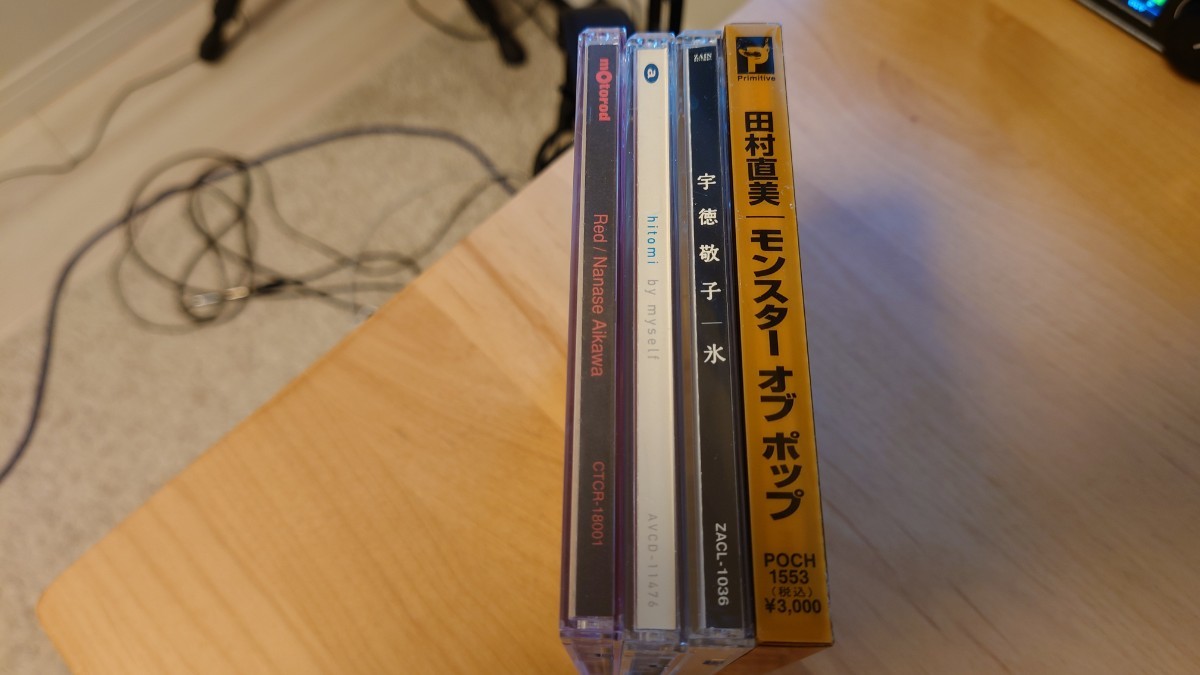 motorod
Red / Nanase Aikawa
CTCR-18001
a
hitomi by myself
AVCD-11476
ZAIN
宇徳敬子 | 氷
ZACL-1036
P
Primitive
田村直美 | モンスター オブ ポップ
POCH
1553
(税込)
¥3,000